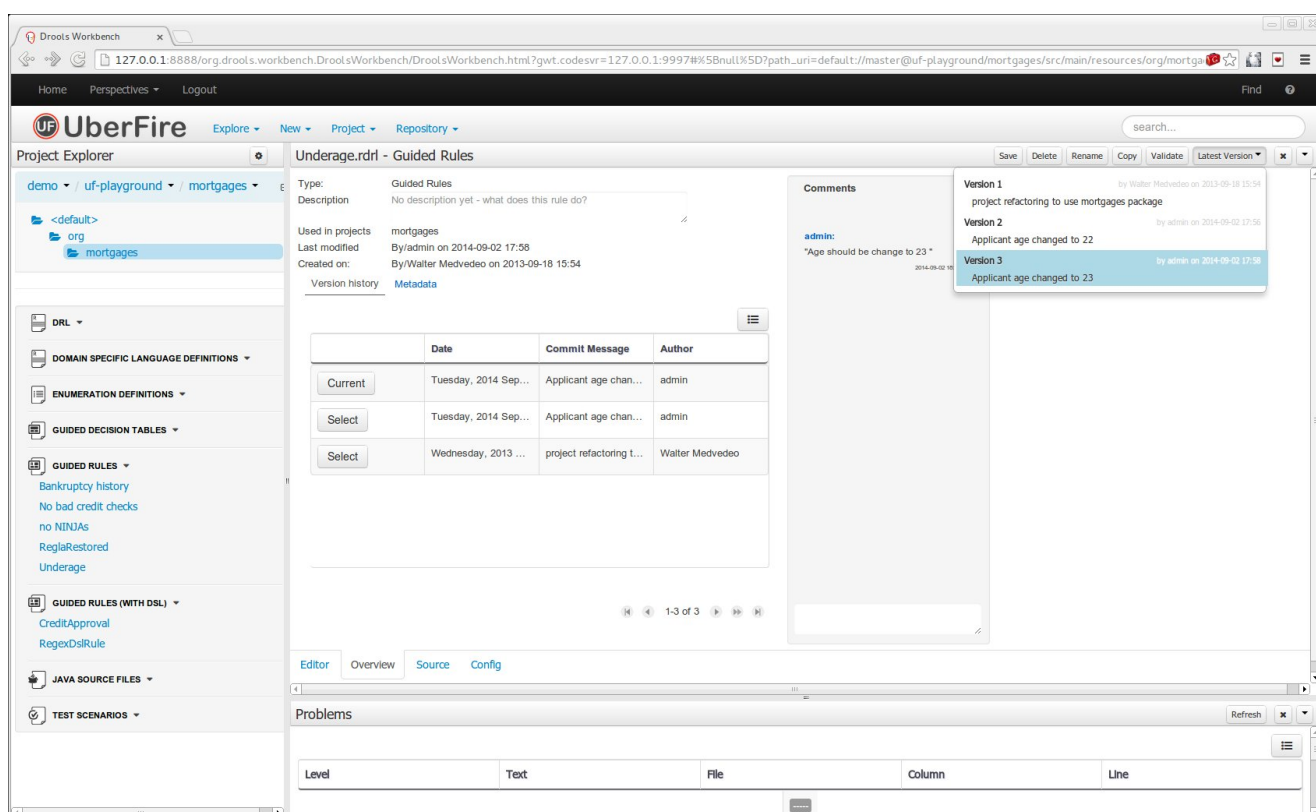 Drools Workbench
127.0.0.1:8888/org.drools.workbench.DroolsWorkbench/DroolsWorkbench.html?gwt.codesvr=127.0.0.1:9997#%5Bnull%5D?path_uri=default://master@uf-playground/mortgages/src/main/resources/org/mortga
Home Perspectives Logout Find
UF UberFire Explore New Project Repository search...
Project Explorer
Underage.rdrl - Guided Rules Save Delete Rename Copy Validate Latest Version
demo / uf-playground / mortgages
<default>
org
mortgages
DRL
DOMAIN SPECIFIC LANGUAGE DEFINITIONS
ENUMERATION DEFINITIONS
GUIDED DECISION TABLES
GUIDED RULES
Bankruptcy history
No bad credit checks
no NINJAs
ReglaRestored
Underage
GUIDED RULES (WITH DSL)
CreditApproval
RegexDslRule
JAVA SOURCE FILES
TEST SCENARIOS
Type: Guided Rules
Description No description yet - what does this rule do?
Used in projects mortgages
Last modified By/admin on 2014-09-02 17:58
Created on: By/Walter Medvedeo on 2013-09-18 15:54
Version history Metadata
Date Commit Message Author
Current Tuesday, 2014 Sep... Applicant age chan... admin
Select Tuesday, 2014 Sep... Applicant age chan... admin
Select Wednesday, 2013 ... project refactoring t... Walter Medvedeo
1-3 of 3
Comments
admin:
"Age should be change to 23 "
2014-09-02
Version 1 by Walter Medvedeo on 2013-09-18 15:54
project refactoring to use mortgages package
Version 2 by admin on 2014-09-02 17:56
Applicant age changed to 22
Version 3 by admin on 2014-09-02 17:58
Applicant age changed to 23
Editor Overview Source Config
Problems Refresh
Level Text File Column Line